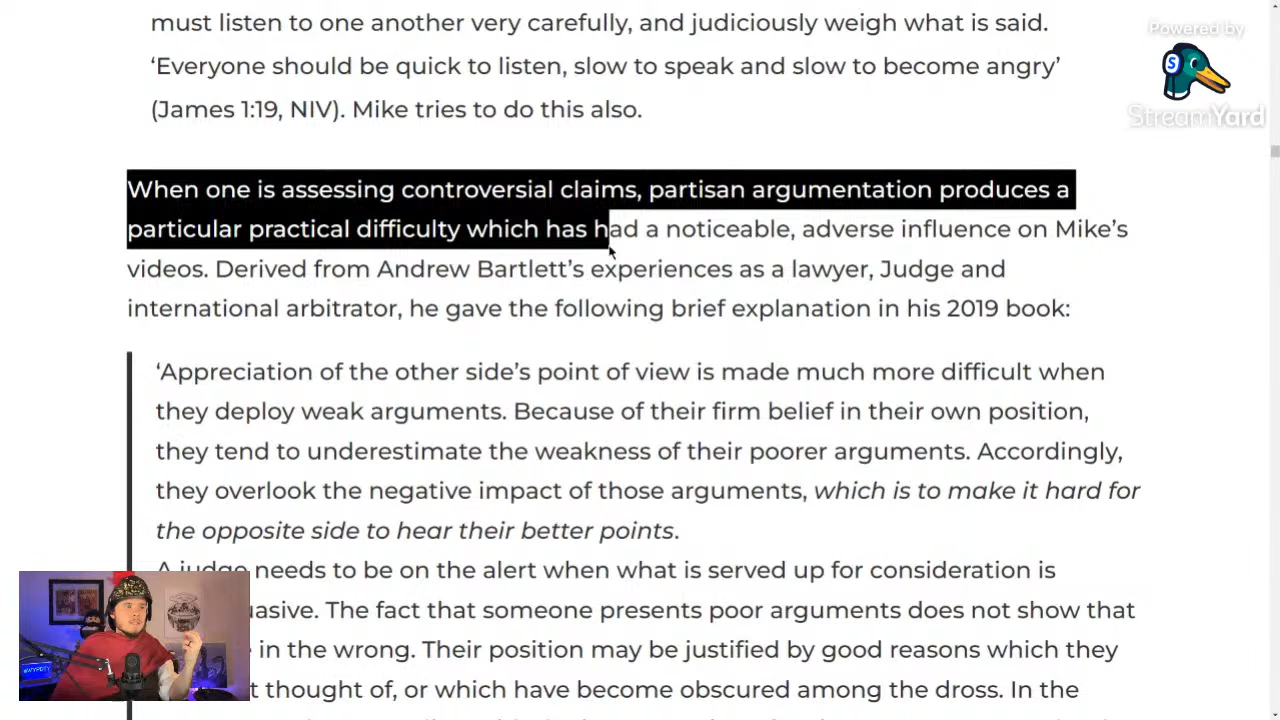 must listen to one another very carefully, and judiciously weigh what is said.
‘Everyone should be quick to listen, slow to speak and slow to become angry’
(James 1:19, NIV). Mike tries to do this also.
When one is assessing controversial claims, partisan argumentation produces a
particular practical difficulty which has had a noticeable, adverse influence on Mike’s
videos. Derived from Andrew Bartlett’s experiences as a lawyer, Judge and
international arbitrator, he gave the following brief explanation in his 2019 book:
‘Appreciation of the other side’s point of view is made much more difficult when
they deploy weak arguments. Because of their firm belief in their own position,
they tend to underestimate the weakness of their poorer arguments. Accordingly,
they overlook the negative impact of those arguments, which is to make it hard for
the opposite side to hear their better points.
A judge needs to be on the alert when what is served up for consideration is
uasive. The fact that someone presents poor arguments does not show that
in the wrong. Their position may be justified by good reasons which they
t thought of, or which have become obscured among the dross. In the
Powered by
S
StreamYard
#WYPDTY